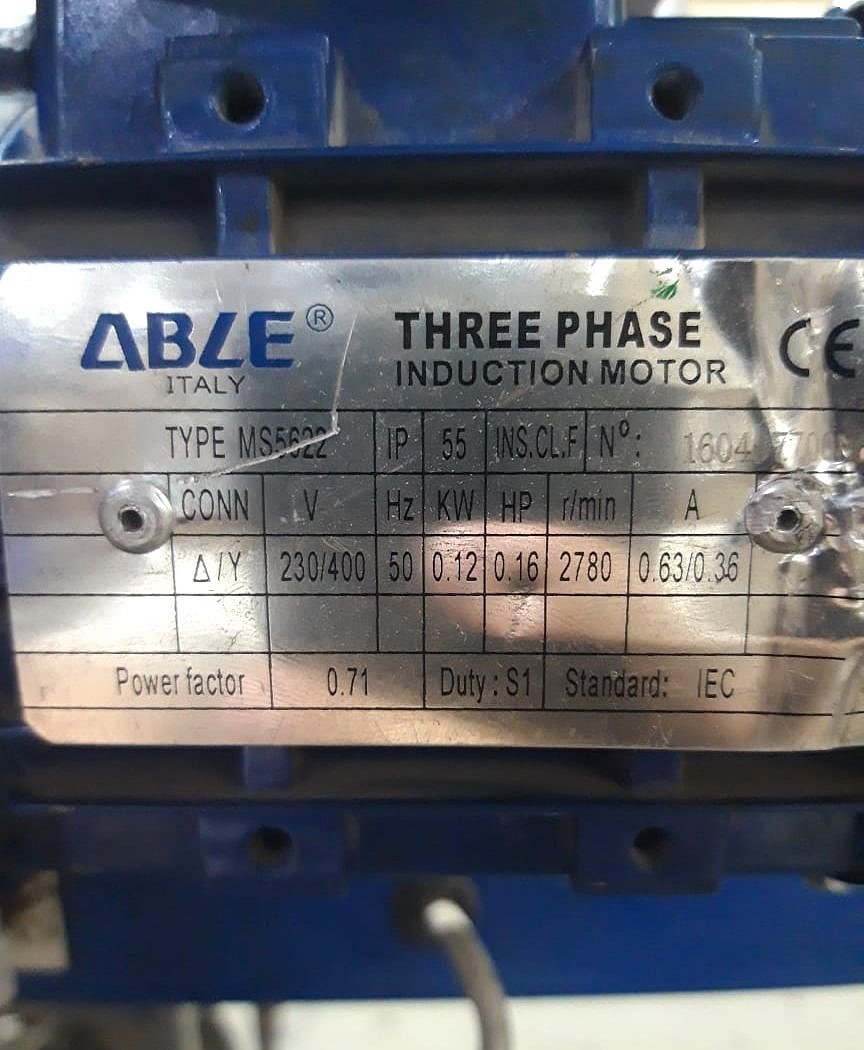 ABLE ® THREE PHASE CE
ITALY INDUCTION MOTOR
TYPE MS5622 IP 55 INS.CL.F Nº:
CONN V Hz KW HP r/min A
Δ/Y 230/400 50 0.12 0.16 2780 0.63/0.36
Power factor 0.71 Duty : S1 Standard: IEC